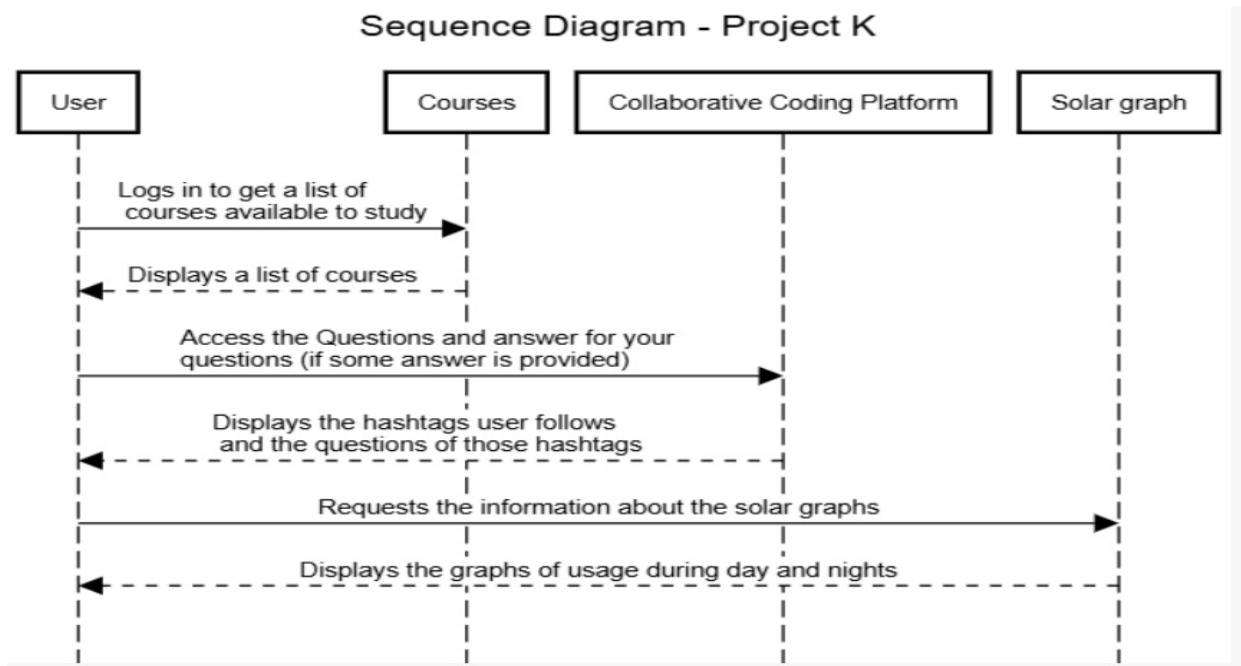 Sequence Diagram - Project K
User
Courses
Collaborative Coding Platform
Solar graph
Logs in to get a list of
courses available to study
Displays a list of courses
Access the Questions and answer for your
questions (if some answer is provided)
Displays the hashtags user follows
and the questions of those hashtags
Requests the information about the solar graphs
Displays the graphs of usage during day and nights